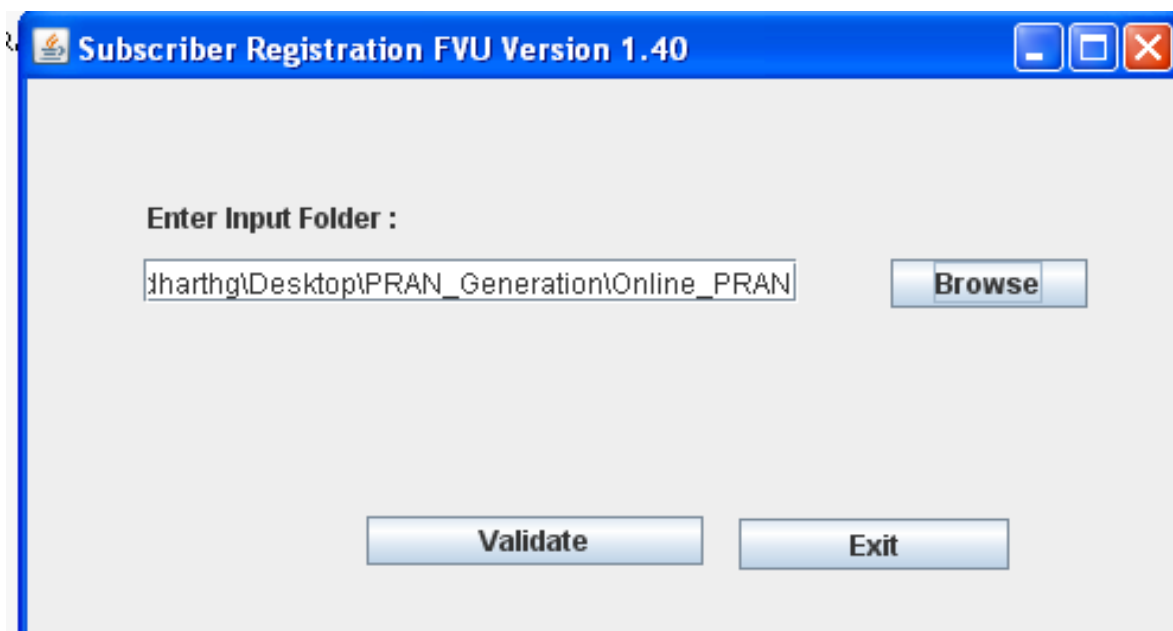 Subscriber Registration FVU Version 1.40
Enter Input Folder :
dharthg\Desktop\PRAN_Generation\Online_PRAN
Browse
Validate
Exit